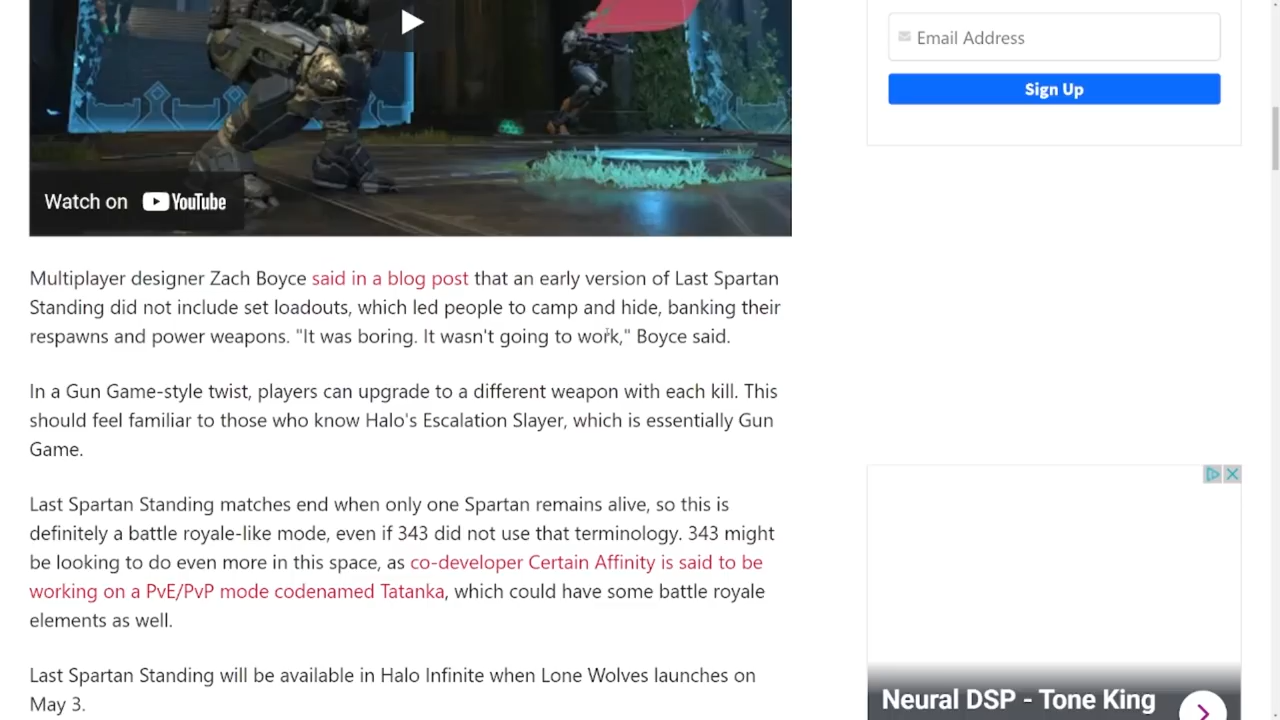 Email Address
Sign Up
Watch on YouTube
Multiplayer designer Zach Boyce said in a blog post that an early version of Last Spartan
Standing did not include set loadouts, which led people to camp and hide, banking their
respawns and power weapons. "It was boring. It wasn't going to work," Boyce said.
In a Gun Game-style twist, players can upgrade to a different weapon with each kill. This
should feel familiar to those who know Halo's Escalation Slayer, which is essentially Gun
Game.
Last Spartan Standing matches end when only one Spartan remains alive, so this is
definitely a battle royale-like mode, even if 343 did not use that terminology. 343 might
be looking to do even more in this space, as co-developer Certain Affinity is said to be
working on a PvE/PvP mode codenamed Tatanka, which could have some battle royale
elements as well.
Last Spartan Standing will be available in Halo Infinite when Lone Wolves launches on
May 3.
Neural DSP - Tone King